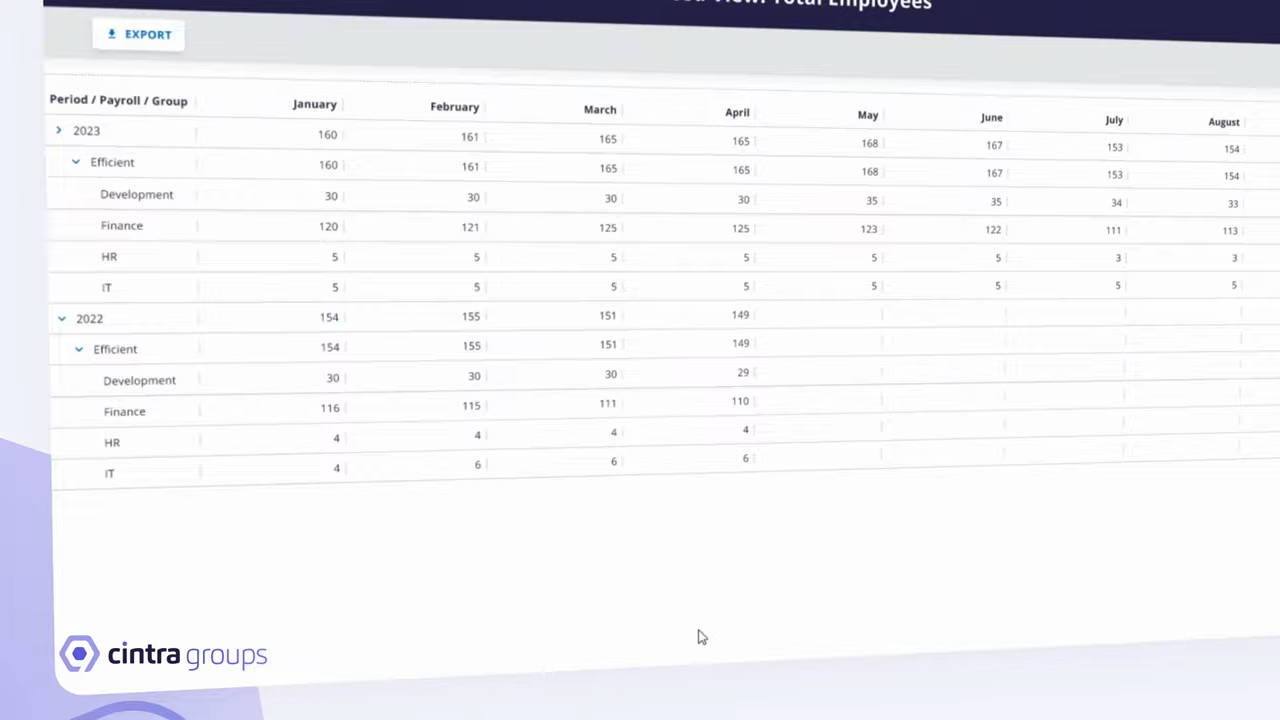 View: Total Employees
EXPORT
Period / Payroll / Group January February March April May June July August
2023 160 161 165 165 168 167 153 154
Efficient 160 161 165 165 168 167 153 154
Development 30 30 30 30 35 35 34 33
Finance 120 121 125 125 123 122 111 113
HR 5 5 5 5 5 5 3 3
IT 5 5 5 5 5 5 5 5
2022 154 155 151 149
Efficient 154 155 151 149
Development 30 30 30 29
Finance 116 115 111 110
HR 4 4 4 4
IT 4 6 6 6
cintra groups